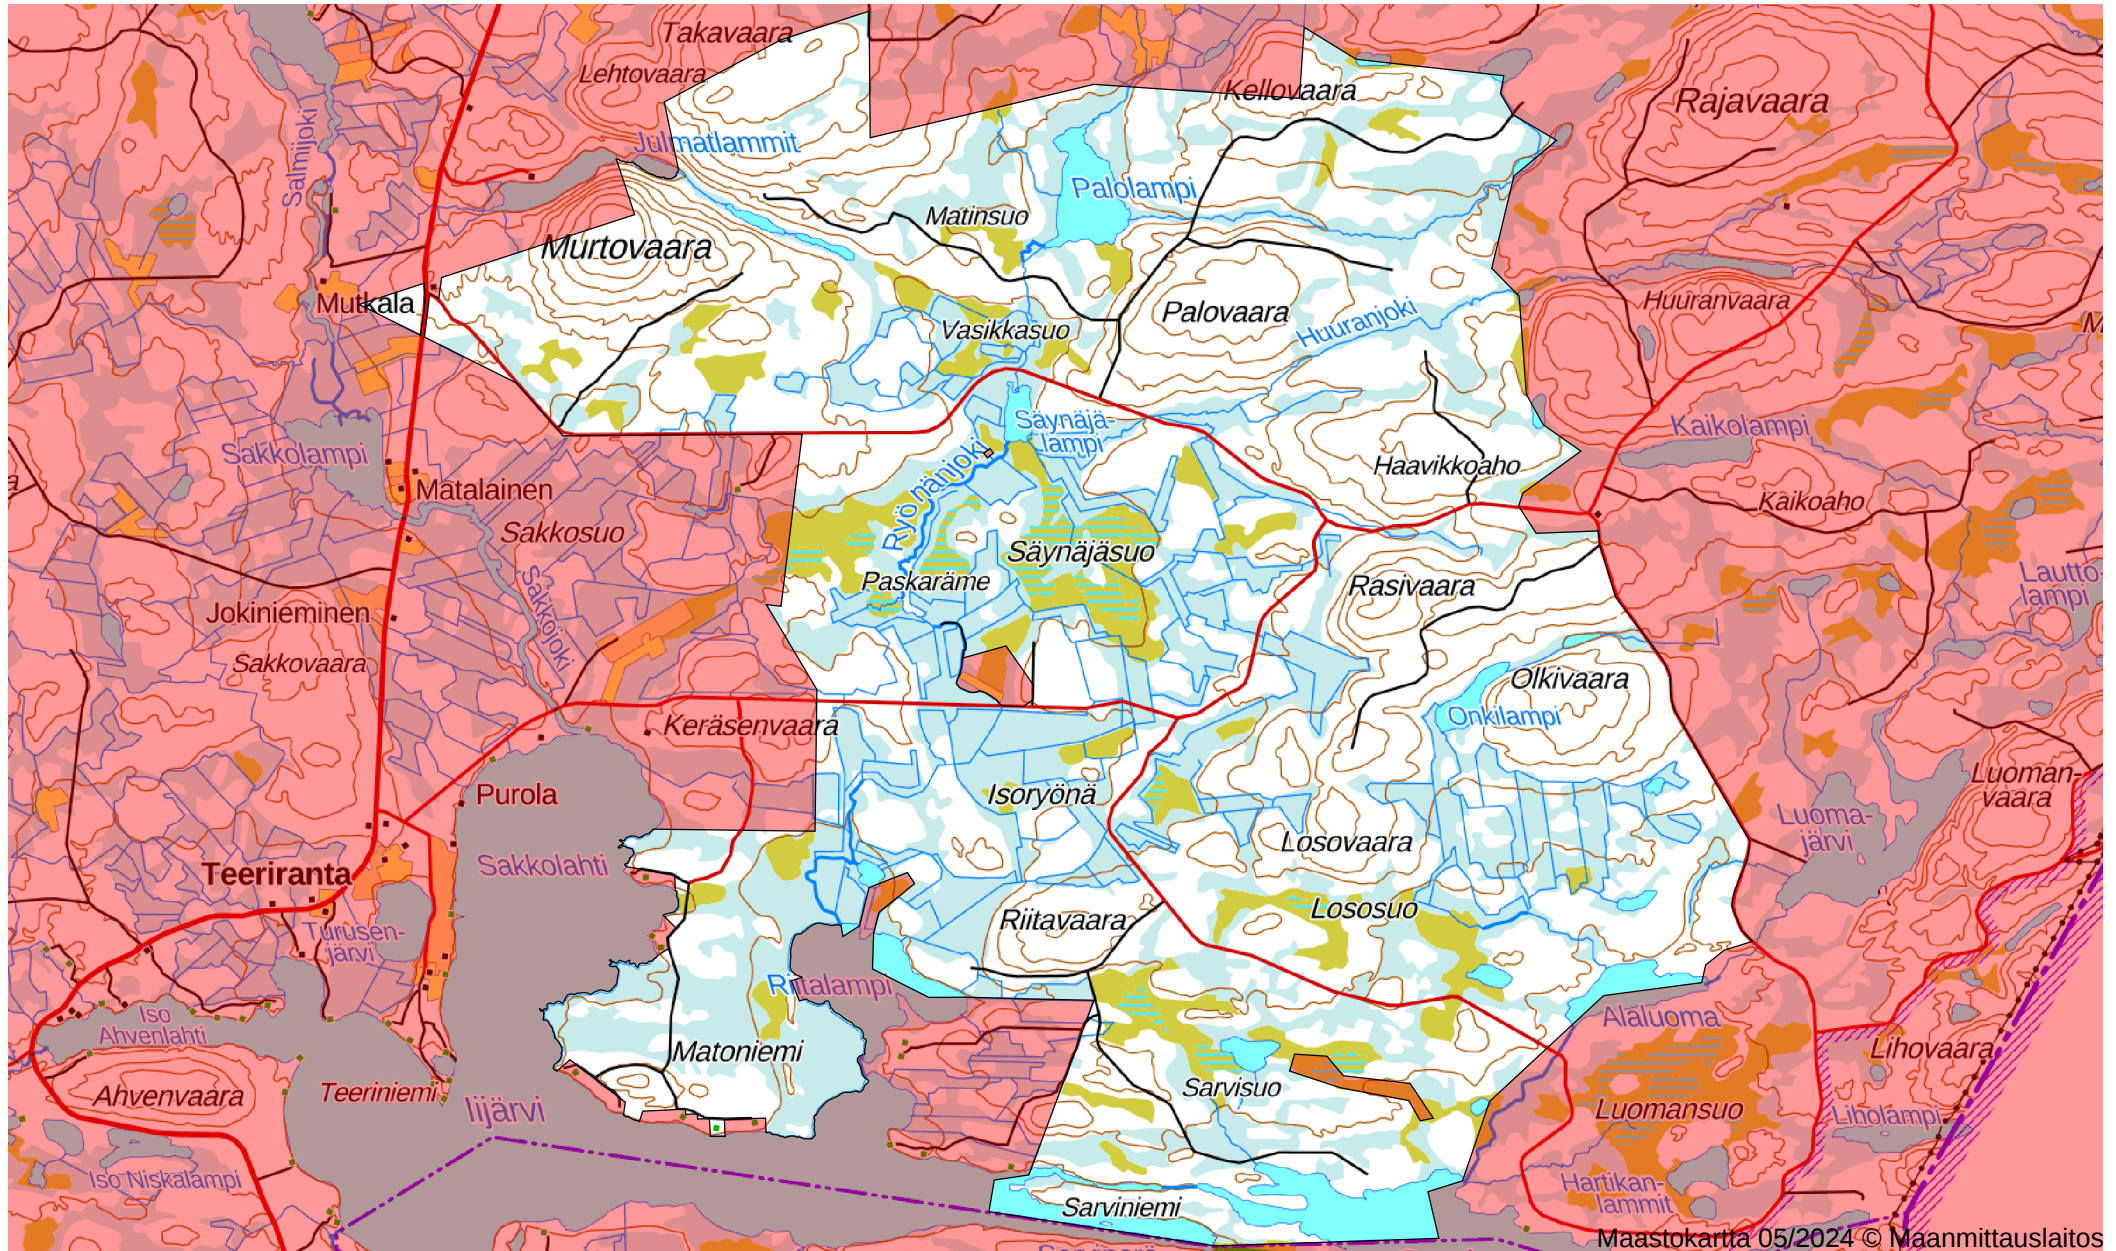 Takavaara
Lehtovaara
Kellovaara
Rajavaara
Salmijoki
Julmatlammit
Palolampi
Matinsuo
Murtovaara
Mutkala
Palovaara
Huuranjoki
Huuranvaara
Vasikkasuo
Säynäjä-
lampi
Kaikolampi
Sakkolampi
Haavikkoaho
Kaikoaho
Matalainen
Ryönänjoki
Sakkosuo
Säynäjäsuo
Paskaräme
Rasivaara
Lautto-
lampi
Jokinieminen
Sakkojoki
Sakkovaara
Olkivaara
Onkilampi
Keräsenvaara
Luoman-
vaara
Purola
Isoryönä
Luoma-
järvi
Losovaara
Sakkolahti
Teeriranta
Lososuo
Riitavaara
Turusen-
järvi
Riitalampi
Iso
Ahvenlahti
Alaluoma
Matoniemi
Lihovaara
Sarvisuo
Teeriniemi
Ahvenvaara
Iijärvi
Luomansuo
Liholampi
Iso Niskalampi
Hartikan-
lammit
Sarviniemi
Maastokartta 05/2024 © Maanmittauslaitos